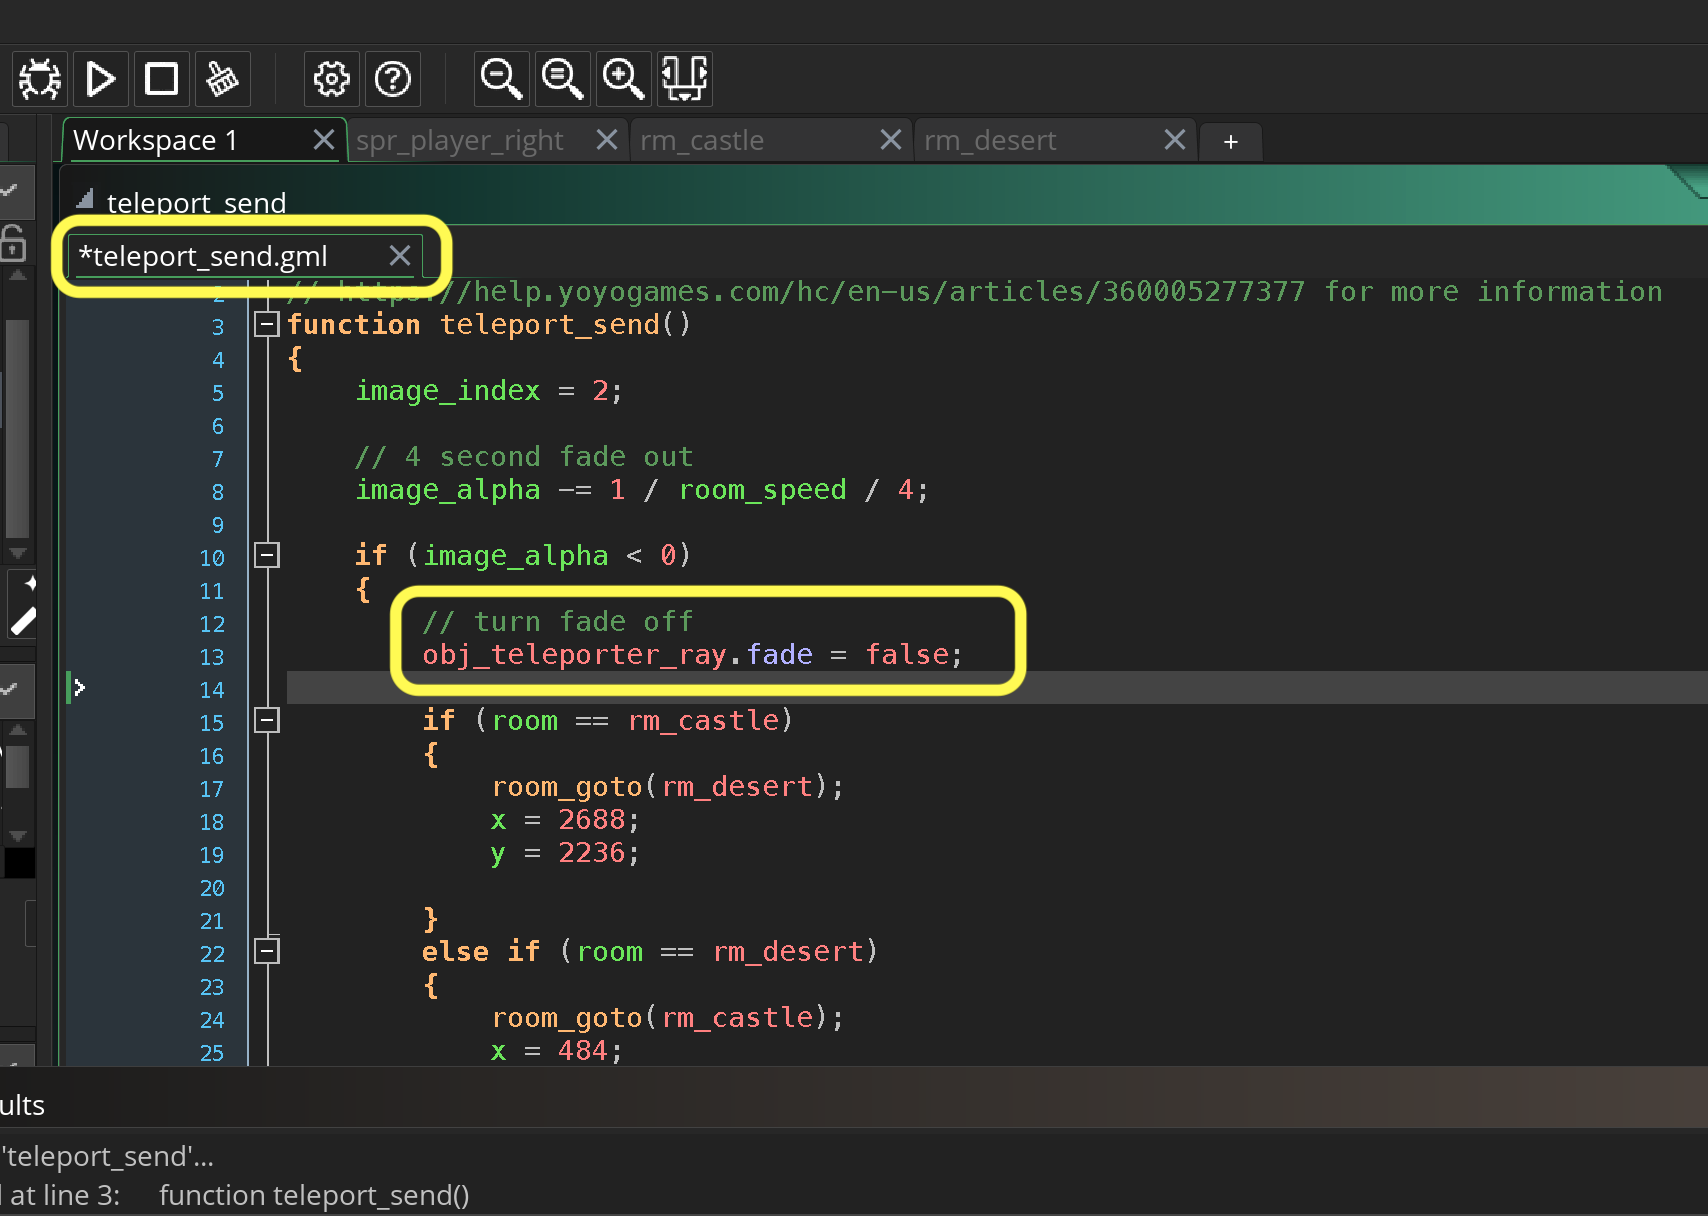 Workspace 1
spr_player_right
rm_castle
rm_desert
+
teleport_send
*teleport_send.gml
2 // https://help.yoyogames.com/hc/en-us/articles/360005277377 for more information
3 function teleport_send()
4 {
5 image_index = 2;
6
7 // 4 second fade out
8 image_alpha -= 1 / room_speed / 4;
9
10 if (image_alpha < 0)
11 {
12 // turn fade off
13 obj_teleporter_ray.fade = false;
14
15 if (room == rm_castle)
16 {
17 room_goto(rm_desert);
18 x = 2688;
19 y = 2236;
20
21 }
22 else if (room == rm_desert)
23 {
24 room_goto(rm_castle);
25 x = 484;
ults
'teleport_send'...
at line 3: function teleport_send()